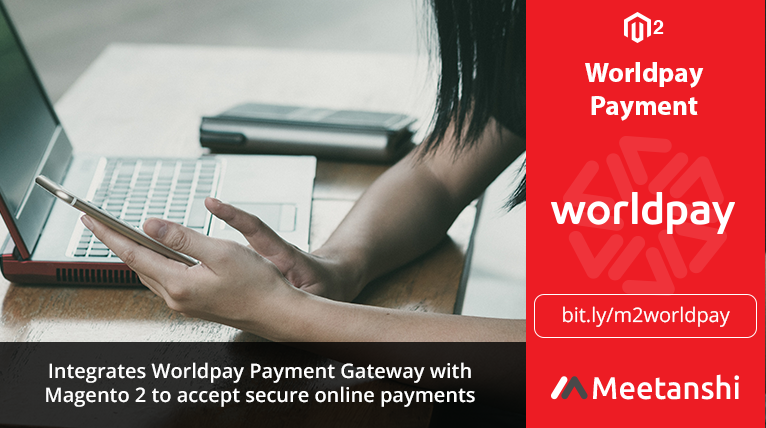 2
Worldpay
Payment
worldpay
bit.ly/m2worldpay
Meetanshi
Integrates Worldpay Payment Gateway with
Magento 2 to accept secure online payments